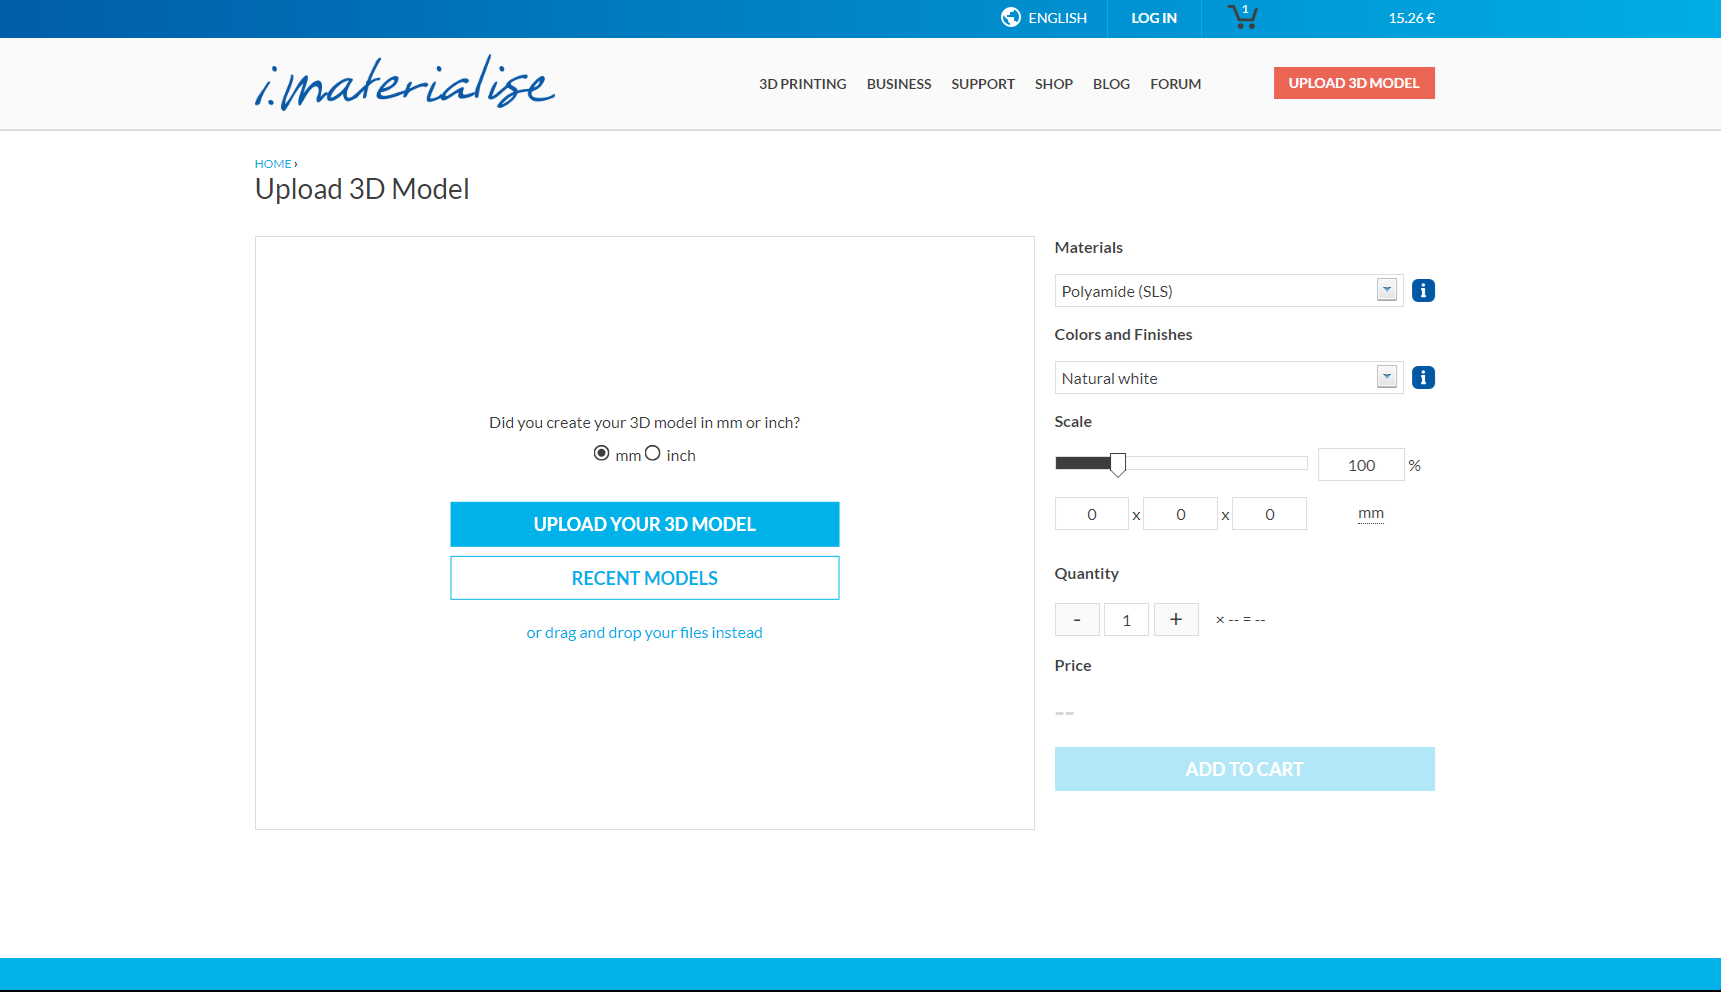 ENGLISH LOG IN 1 15.26 €
i.materialise
3D PRINTING BUSINESS SUPPORT SHOP BLOG FORUM UPLOAD 3D MODEL
HOME ›
Upload 3D Model
Did you create your 3D model in mm or inch?
mm inch
UPLOAD YOUR 3D MODEL
RECENT MODELS
or drag and drop your files instead
Materials
Polyamide (SLS) i
Colors and Finishes
Natural white i
Scale
100 %
0 x 0 x 0 mm
Quantity
- 1 + × -- = --
Price
--
ADD TO CART